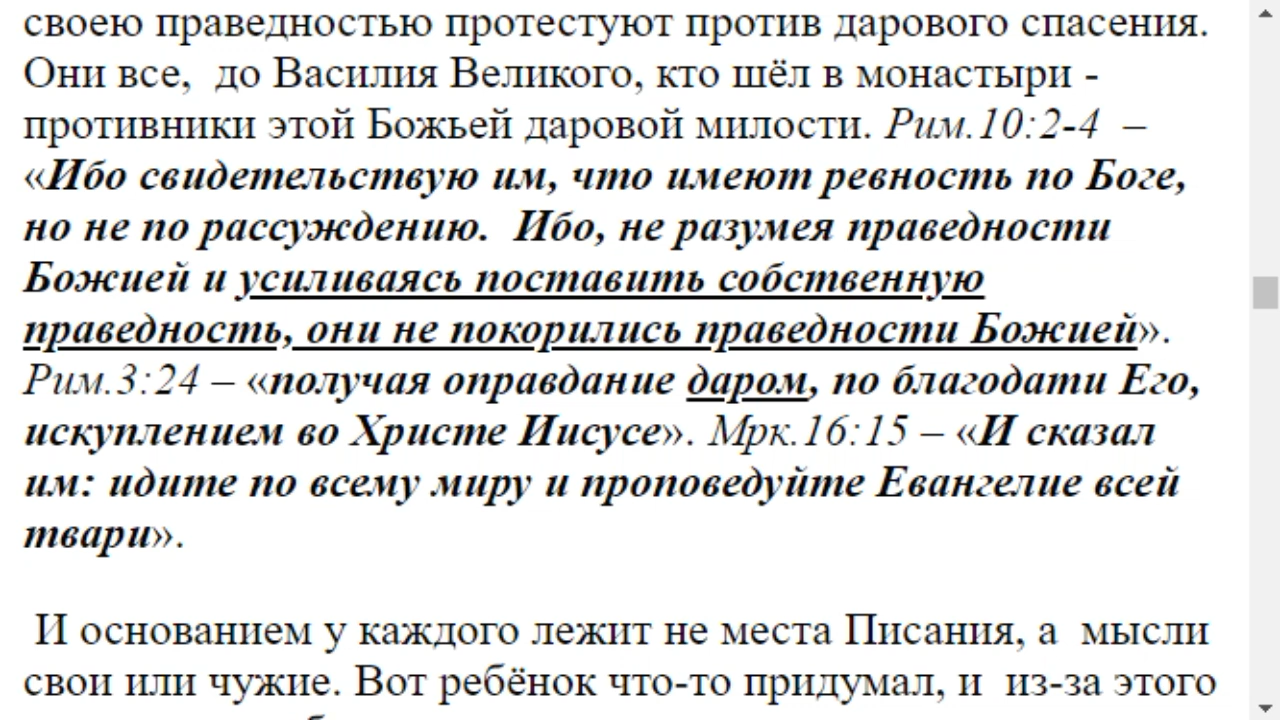 своею праведностью протестуют против дарового спасения.
Они все,  до Василия Великого, кто шёл в монастыри -
противники этой Божьей даровой милости. Рим.10:2-4  –
«Ибо свидетельствую им, что имеют ревность по Боге,
но не по рассуждению.  Ибо, не разумея праведности
Божией и усиливаясь поставить собственную
праведность, они не покорились праведности Божией».
Рим.3:24 – «получая оправдание даром, по благодати Его,
искуплением во Христе Иисусе». Мрк.16:15 – «И сказал
им: идите по всему миру и проповедуйте Евангелие всей
твари».
И основанием у каждого лежит не места Писания, а  мысли
свои или чужие. Вот ребёнок что-то придумал, и  из-за этого